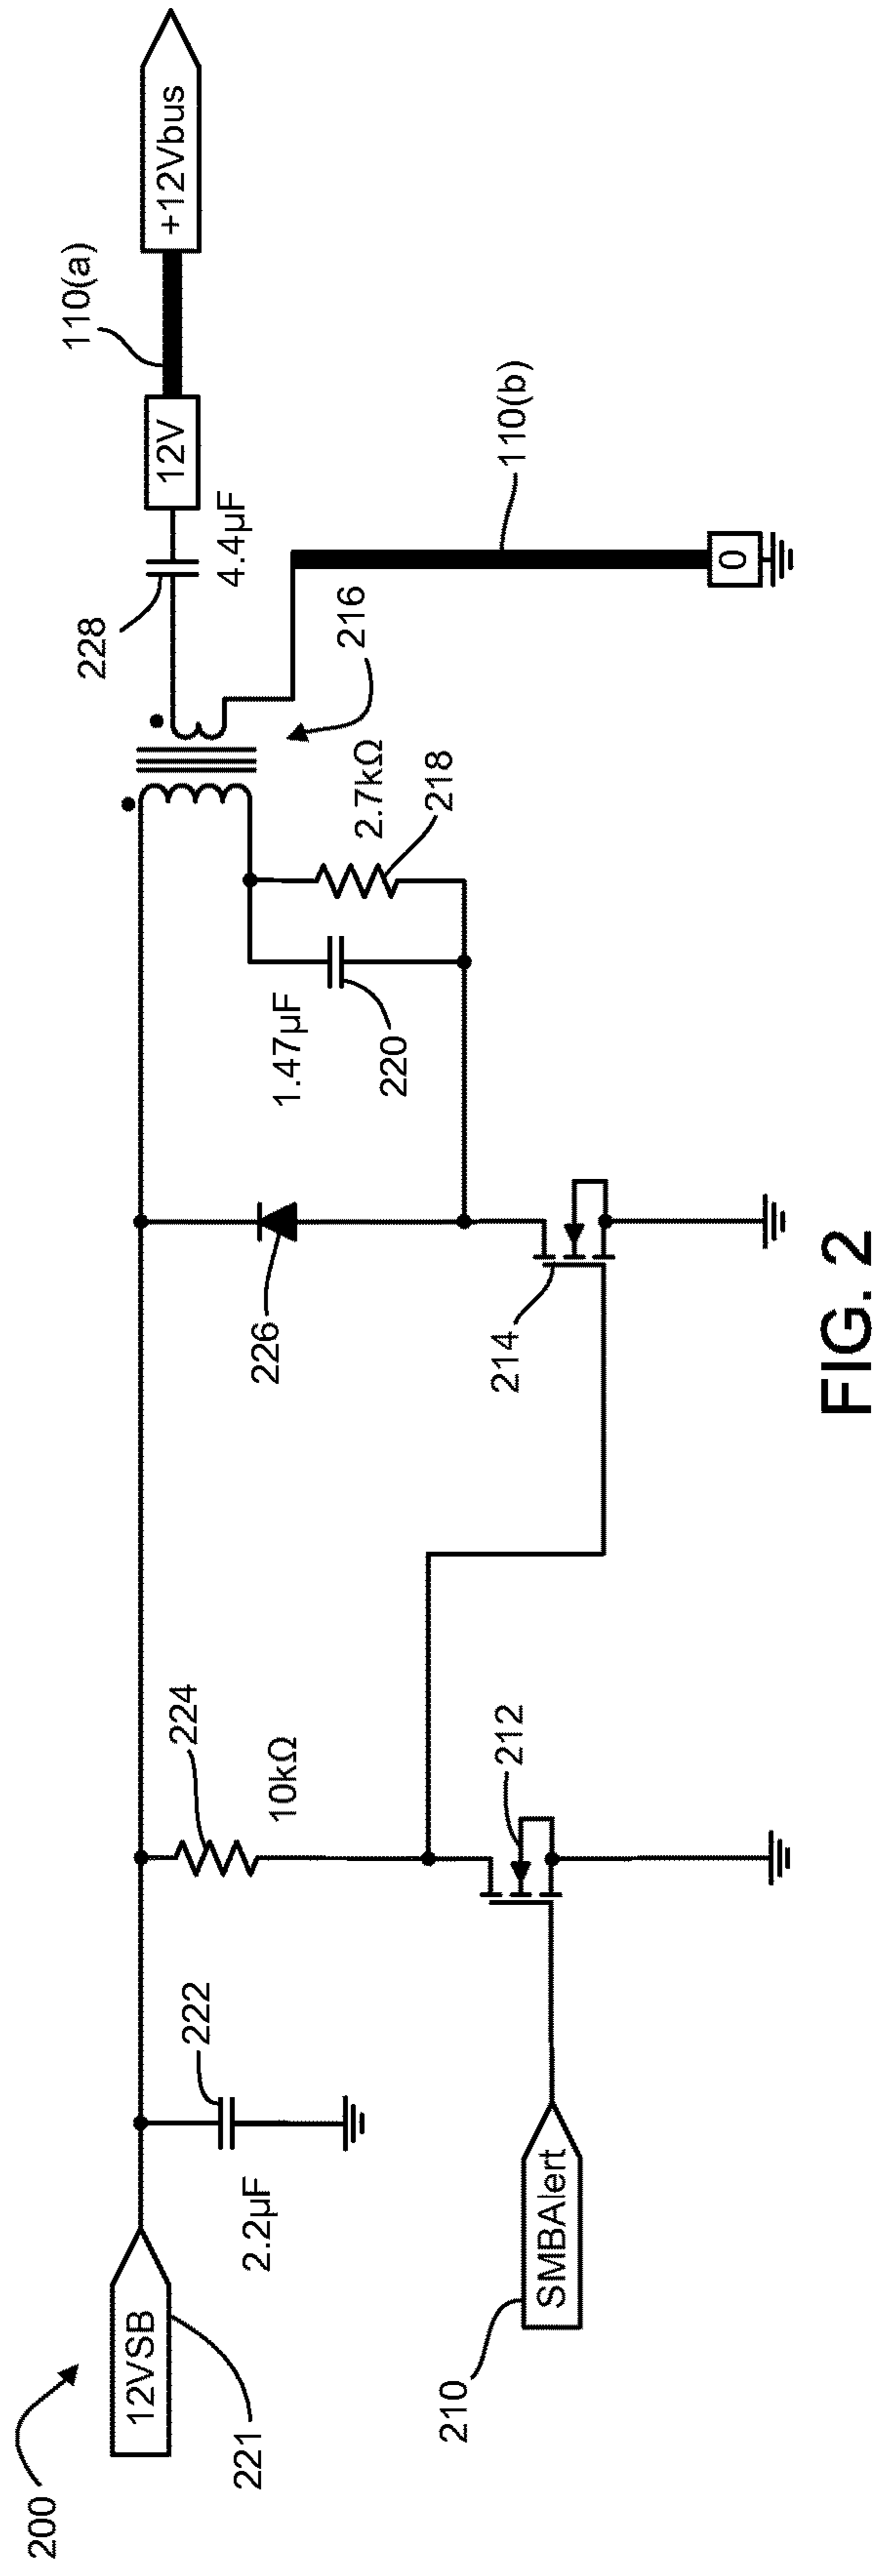 200
12VSB
221
2.2µF
222
224
10kΩ
210
SMBAlert
212
226
214
1.47µF
220
2.7kΩ
218
216
228
4.4µF
12V
110(a)
+12Vbus
110(b)
0
FIG. 2